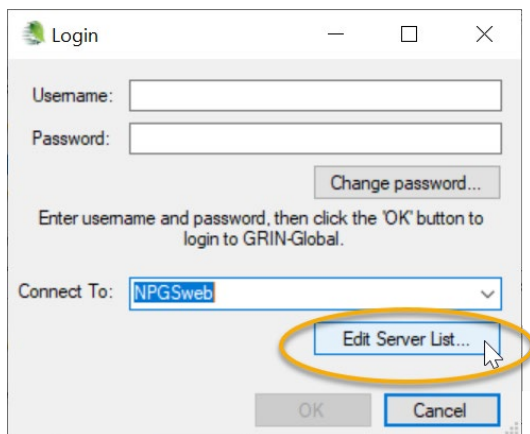 Login
Username:
Password:
Change password...
Enter username and password, then click the 'OK' button to
login to GRIN-Global.
Connect To: NPGSweb
Edit Server List...
OK Cancel